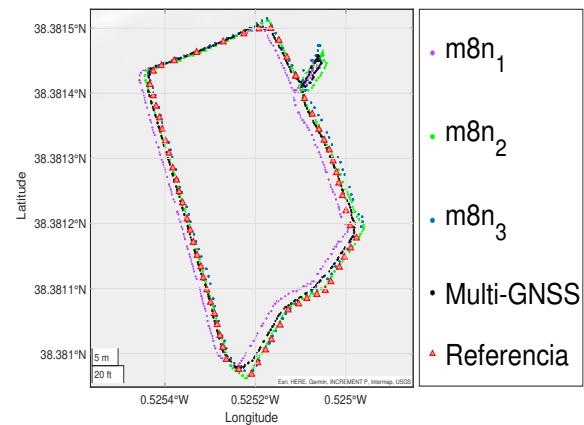 38.3815°N
38.3814°N
38.3813°N
38.3812°N
38.3811°N
38.381°N
Latitude
5 m
20 ft
Esri, HERE, Garmin, INCREMENT P, Intermap, USGS
0.5254°W
0.5252°W
0.525°W
Longitude
m8n1
m8n2
m8n3
Multi-GNSS
Referencia